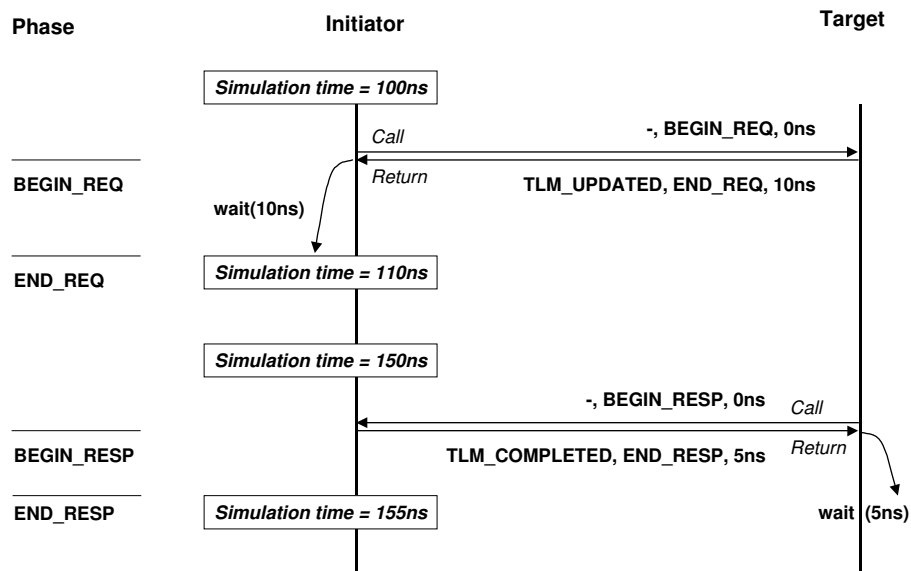 Phase
Initiator
Target
Simulation time = 100ns
-, BEGIN_REQ, 0ns
Call
Return
TLM_UPDATED, END_REQ, 10ns
BEGIN_REQ
wait(10ns)
Simulation time = 110ns
END_REQ
Simulation time = 150ns
-, BEGIN_RESP, 0ns
Call
Return
TLM_COMPLETED, END_RESP, 5ns
BEGIN_RESP
END_RESP
Simulation time = 155ns
wait (5ns)